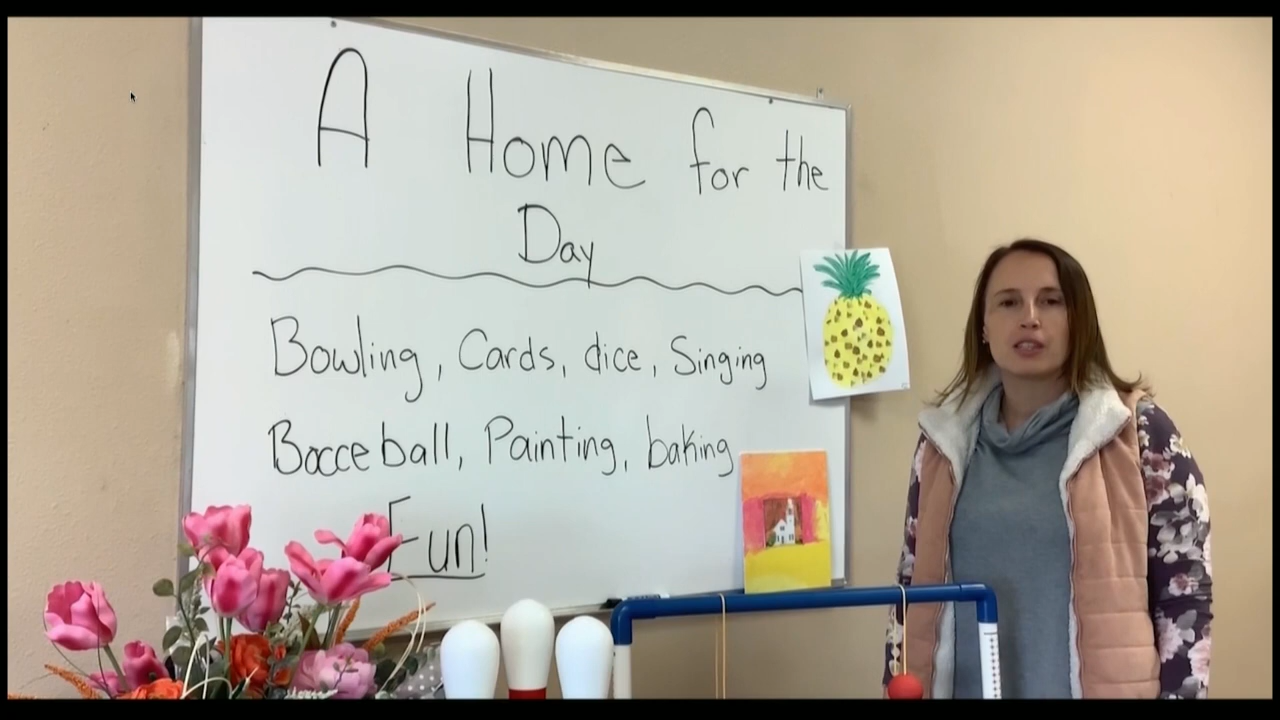 A Home for the
Day
Bowling, Cards, dice, Singing
Bocce ball, Painting, baking
Fun!